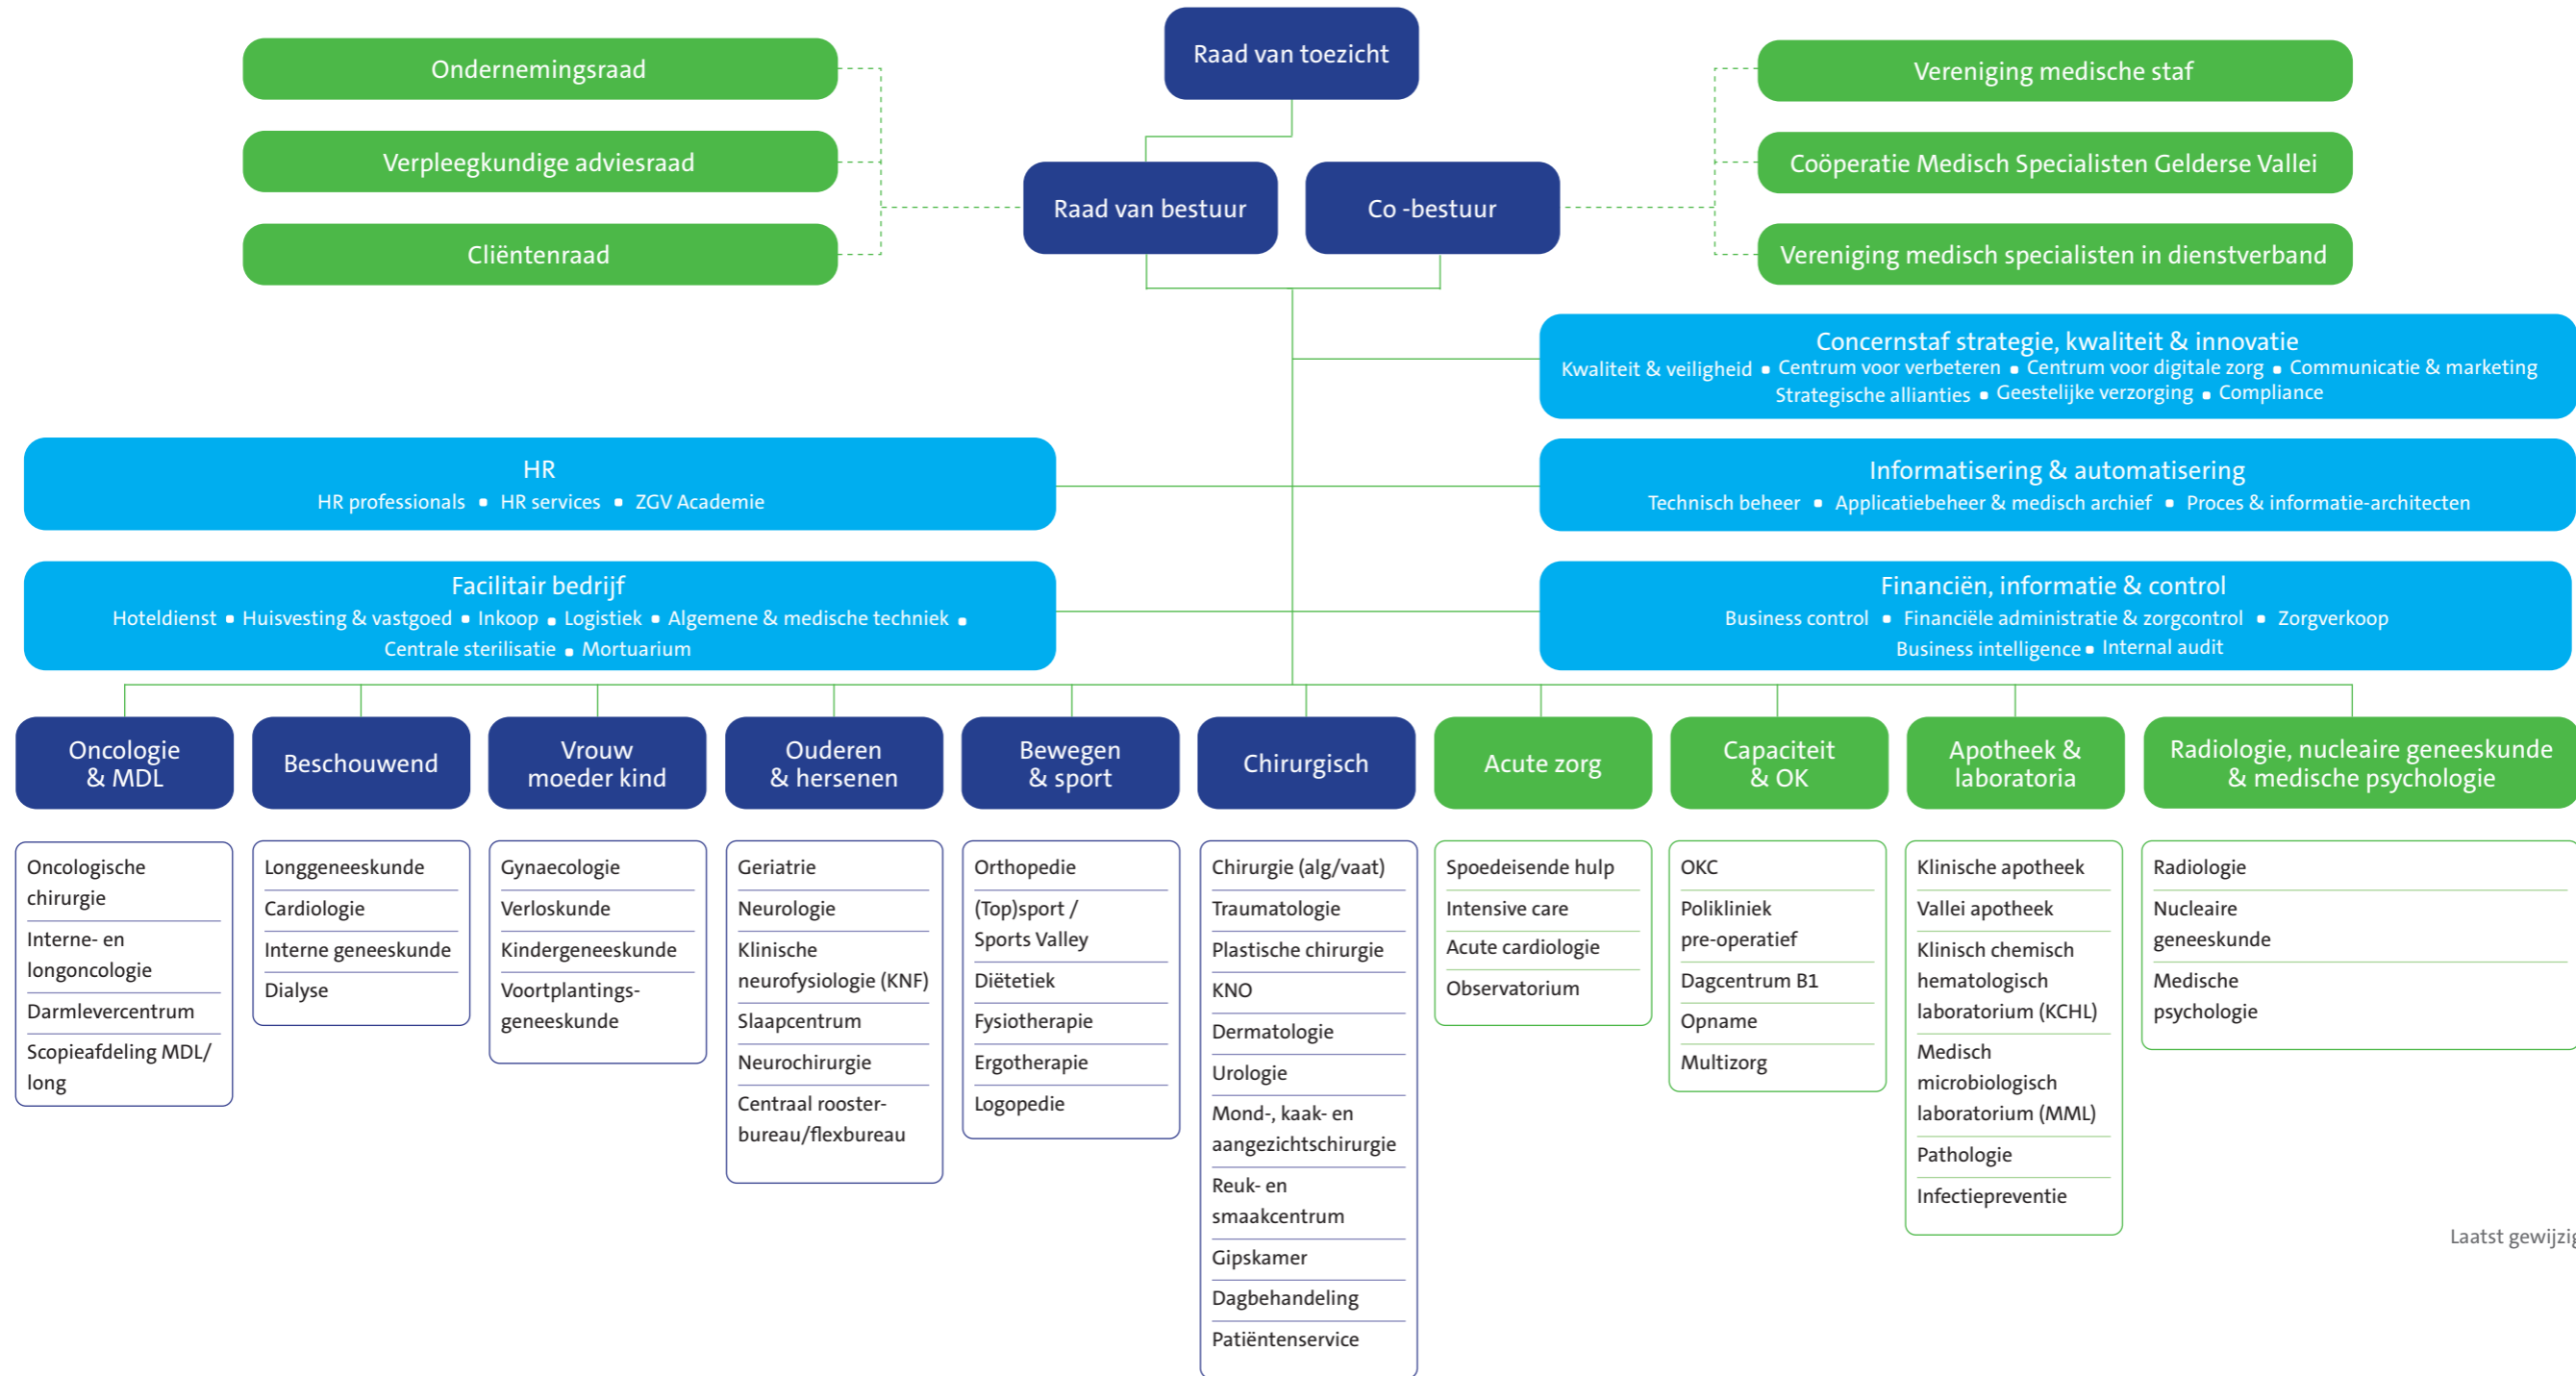 Raad van toezicht
Ondernemingsraad
Verpleegkundige adviesraad
Cliëntenraad
Raad van bestuur
Co -bestuur
Vereniging medische staf
Coöperatie Medisch Specialisten Gelderse Vallei
Vereniging medisch specialisten in dienstverband
Concernstaf strategie, kwaliteit & innovatie
Kwaliteit & veiligheid ▪ Centrum voor verbeteren ▪ Centrum voor digitale zorg ▪ Communicatie & marketing
Strategische allianties ▪ Geestelijke verzorging ▪ Compliance
HR
HR professionals ▪ HR services ▪ ZGV Academie
Informatisering & automatisering
Technisch beheer ▪ Applicatiebeheer & medisch archief ▪ Proces & informatie-architecten
Facilitair bedrijf
Hoteldienst ▪ Huisvesting & vastgoed ▪ Inkoop ▪ Logistiek ▪ Algemene & medische techniek ▪
Centrale sterilisatie ▪ Mortuarium
Financiën, informatie & control
Business control ▪ Financiële administratie & zorgcontrol ▪ Zorgverkoop
Business intelligence ▪ Internal audit
Oncologie
& MDL
Oncologische
chirurgie
Interne- en
longoncologie
Darmlevercentrum
Scopieafdeling MDL/
long
Beschouwend
Longgeneeskunde
Cardiologie
Interne geneeskunde
Dialyse
Vrouw
moeder kind
Gynaecologie
Verloskunde
Kindergeneeskunde
Voortplantings-
geneeskunde
Ouderen
& hersenen
Geriatrie
Neurologie
Klinische
neurofysiologie (KNF)
Slaapcentrum
Neurochirurgie
Centraal rooster-
bureau/flexbureau
Bewegen
& sport
Orthopedie
(Top)sport /
Sports Valley
Diëtetiek
Fysiotherapie
Ergotherapie
Logopedie
Chirurgisch
Chirurgie (alg/vaat)
Traumatologie
Plastische chirurgie
KNO
Dermatologie
Urologie
Mond-, kaak- en
aangezichtschirurgie
Reuk- en
smaakcentrum
Gipskamer
Dagbehandeling
Patiëntenservice
Acute zorg
Spoedeisende hulp
Intensive care
Acute cardiologie
Observatorium
Capaciteit
& OK
OKC
Polikliniek
pre-operatief
Dagcentrum B1
Opname
Multizorg
Apotheek &
laboratoria
Klinische apotheek
Vallei apotheek
Klinisch chemisch
hematologisch
laboratorium (KCHL)
Medisch
microbiologisch
laboratorium (MML)
Pathologie
Infectiepreventie
Radiologie, nucleaire geneeskunde
& medische psychologie
Radiologie
Nucleaire
geneeskunde
Medische
psychologie
Laatst gewijzig